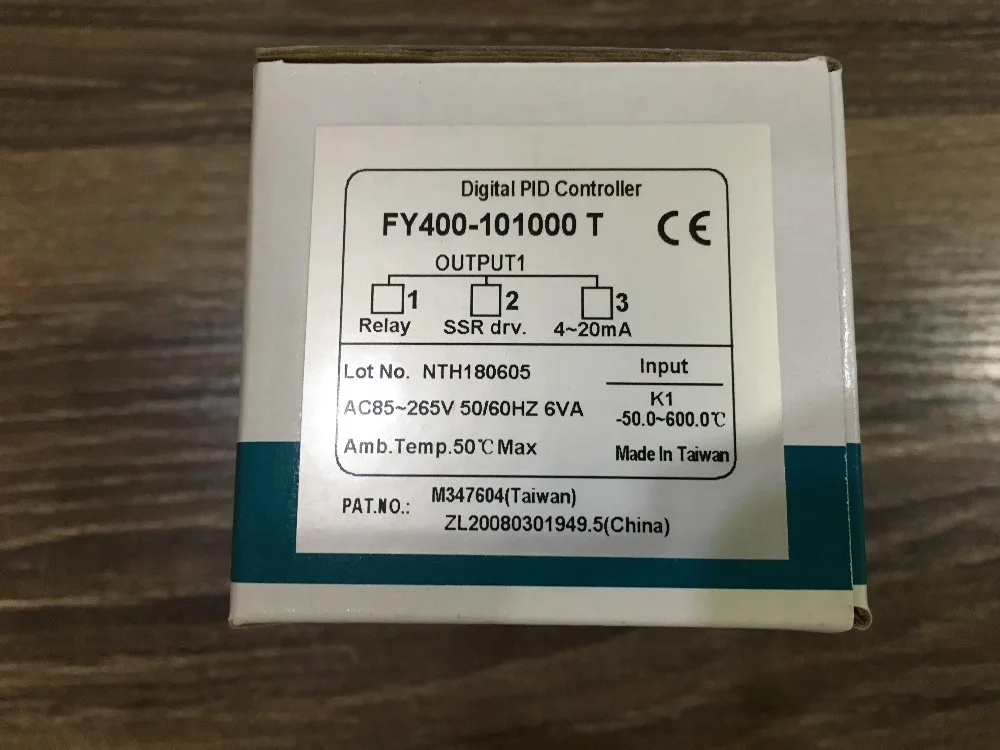 Digital PID Controller
FY400-101000 T CE
OUTPUT1
1 2 3
Relay SSR drv. 4~20mA
Lot No. NTH180605
AC85~265V 50/60HZ 6VA
Amb.Temp.50℃ Max
Input
K1
-50.0~600.0℃
Made In Taiwan
PAT.NO.: M347604(Taiwan)
ZL20080301949.5(China)